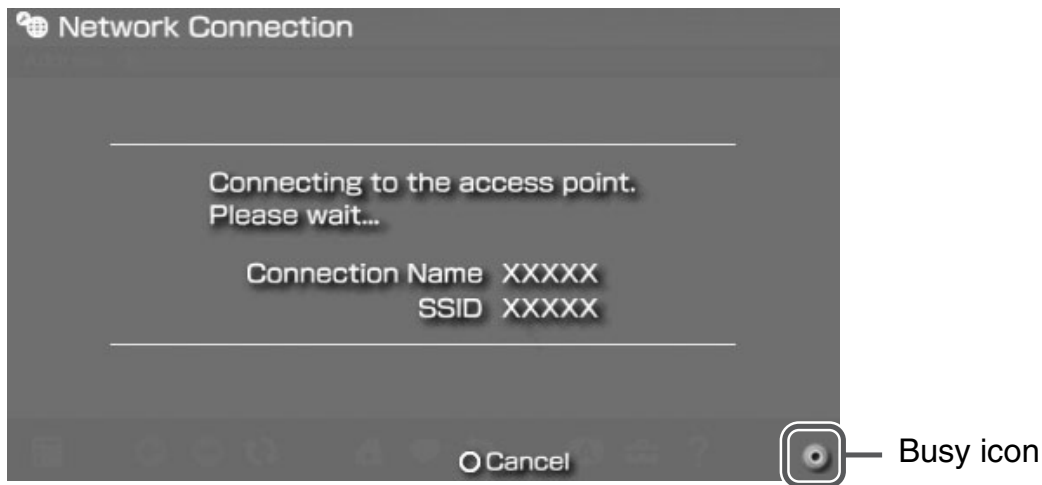 Network Connection
Connecting to the access point.
Please wait...
Connection Name XXXXX
SSID XXXXX
Cancel
Busy icon